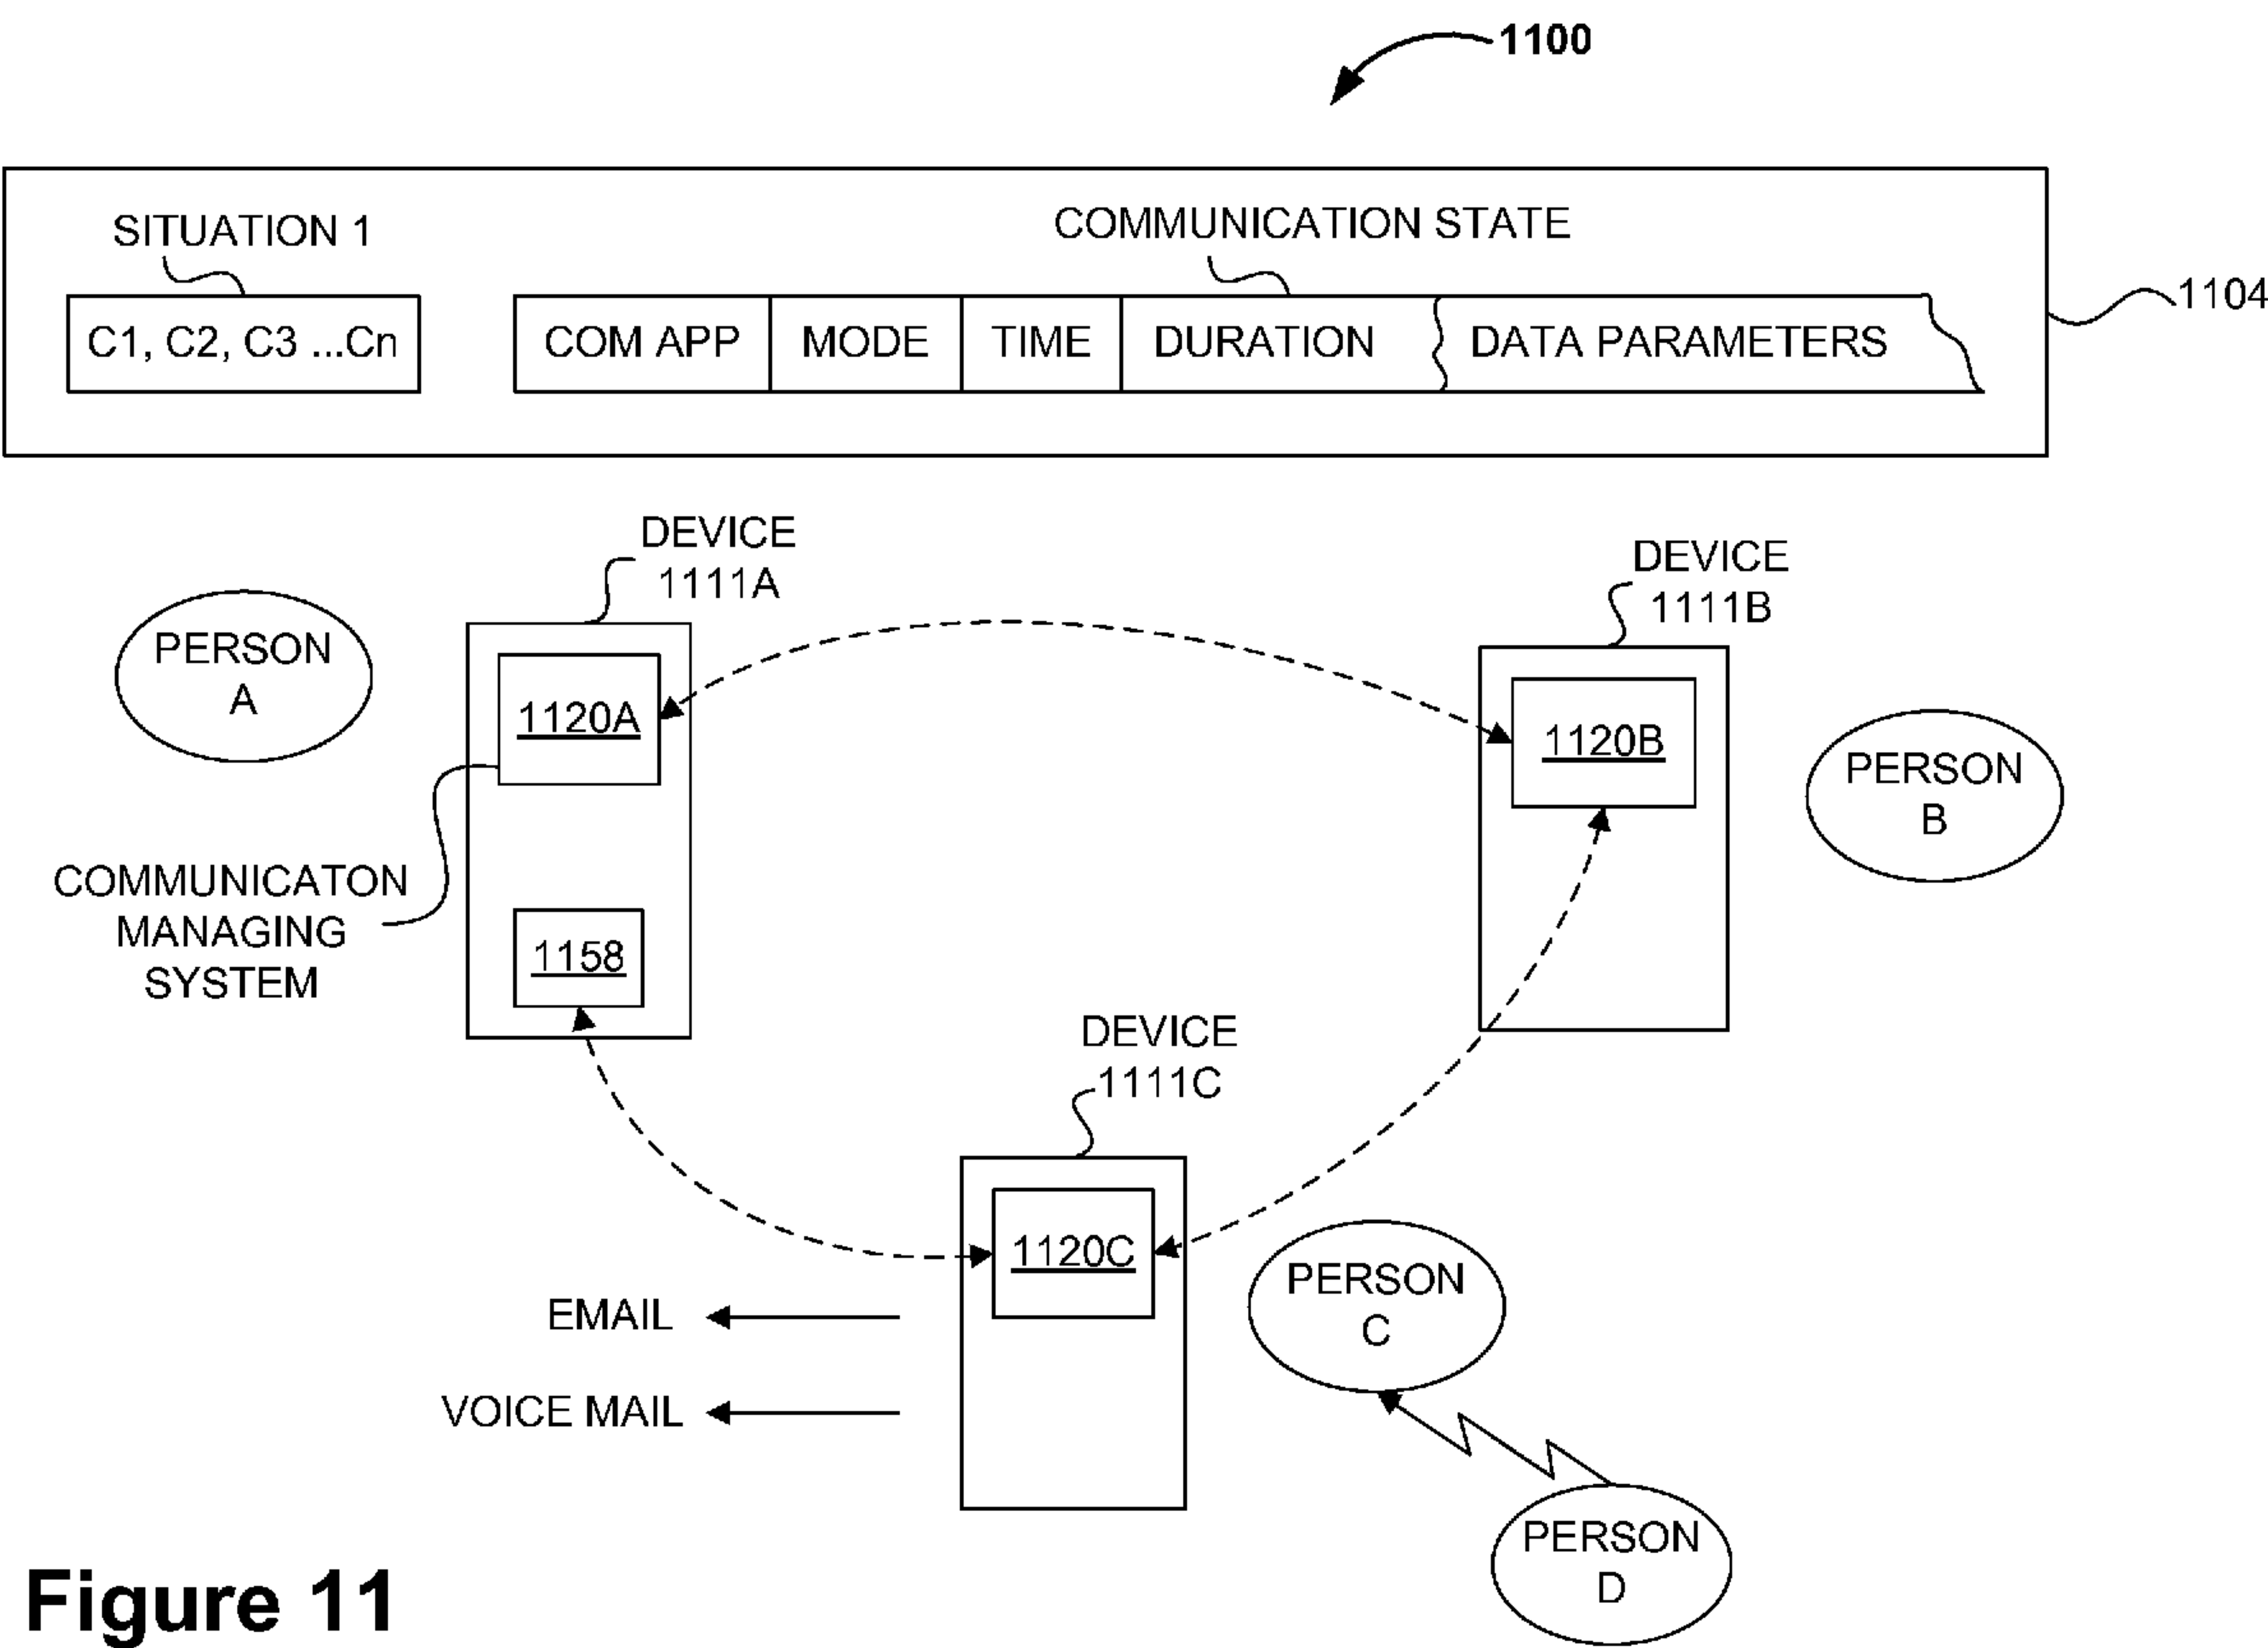 1100
SITUATION 1
COMMUNICATION STATE
1104
C1, C2, C3 ...Cn
COM APP
MODE
TIME
DURATION
DATA PARAMETERS
DEVICE
1111A
DEVICE
1111B
PERSON
A
1120A
1120B
PERSON
B
COMMUNICATON
MANAGING
SYSTEM
1158
DEVICE
1111C
1120C
PERSON
C
EMAIL
VOICE MAIL
PERSON
D
Figure 11